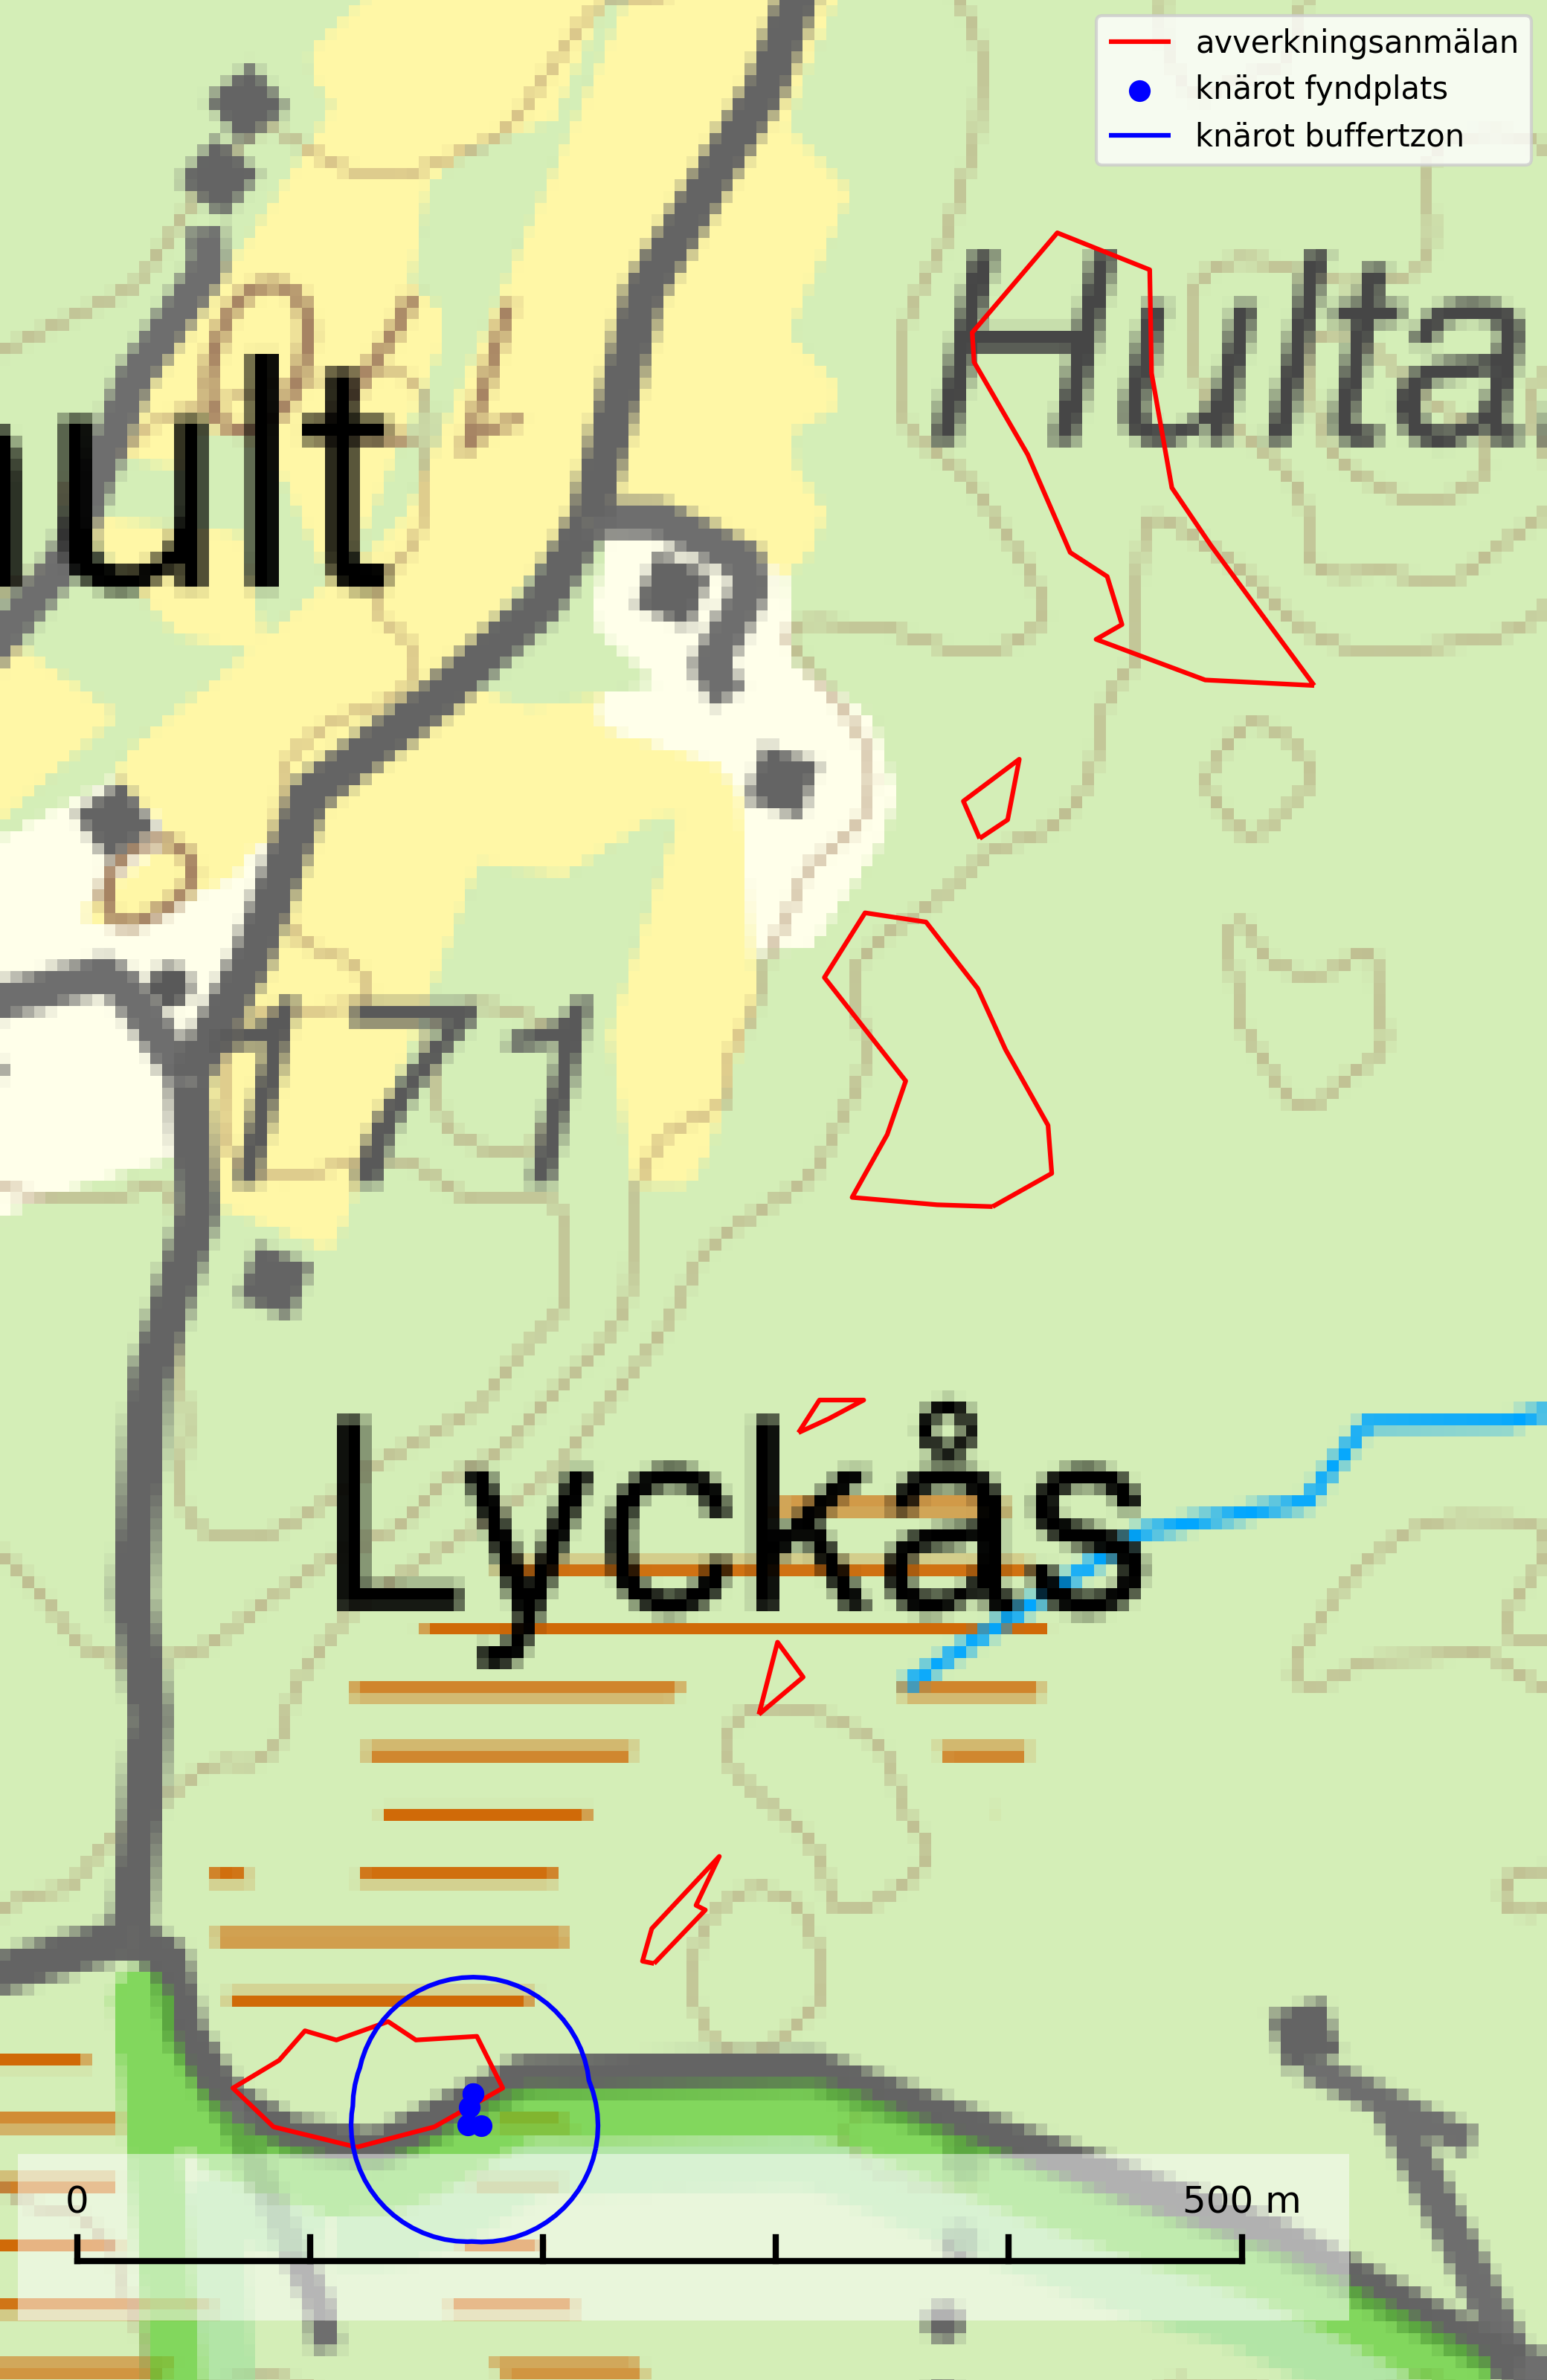 avverkningsanmälan
knärot fyndplats
knärot buffertzon
Hulta
ult
171
Lyckås
0
500 m